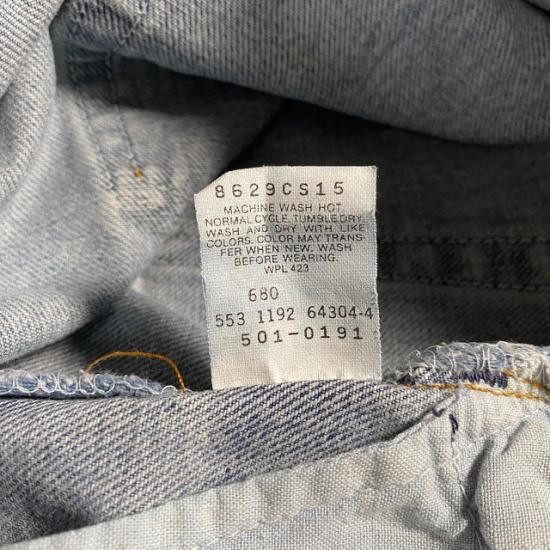 8629CS15
MACHINE WASH HOT,
NORMAL CYCLE, TUMBLE DRY
WASH AND DRY WITH LIKE
COLORS. COLOR MAY TRANS-
FER WHEN NEW. WASH
BEFORE WEARING.
WPL 423
680
553 1192 64304-4
501-0191